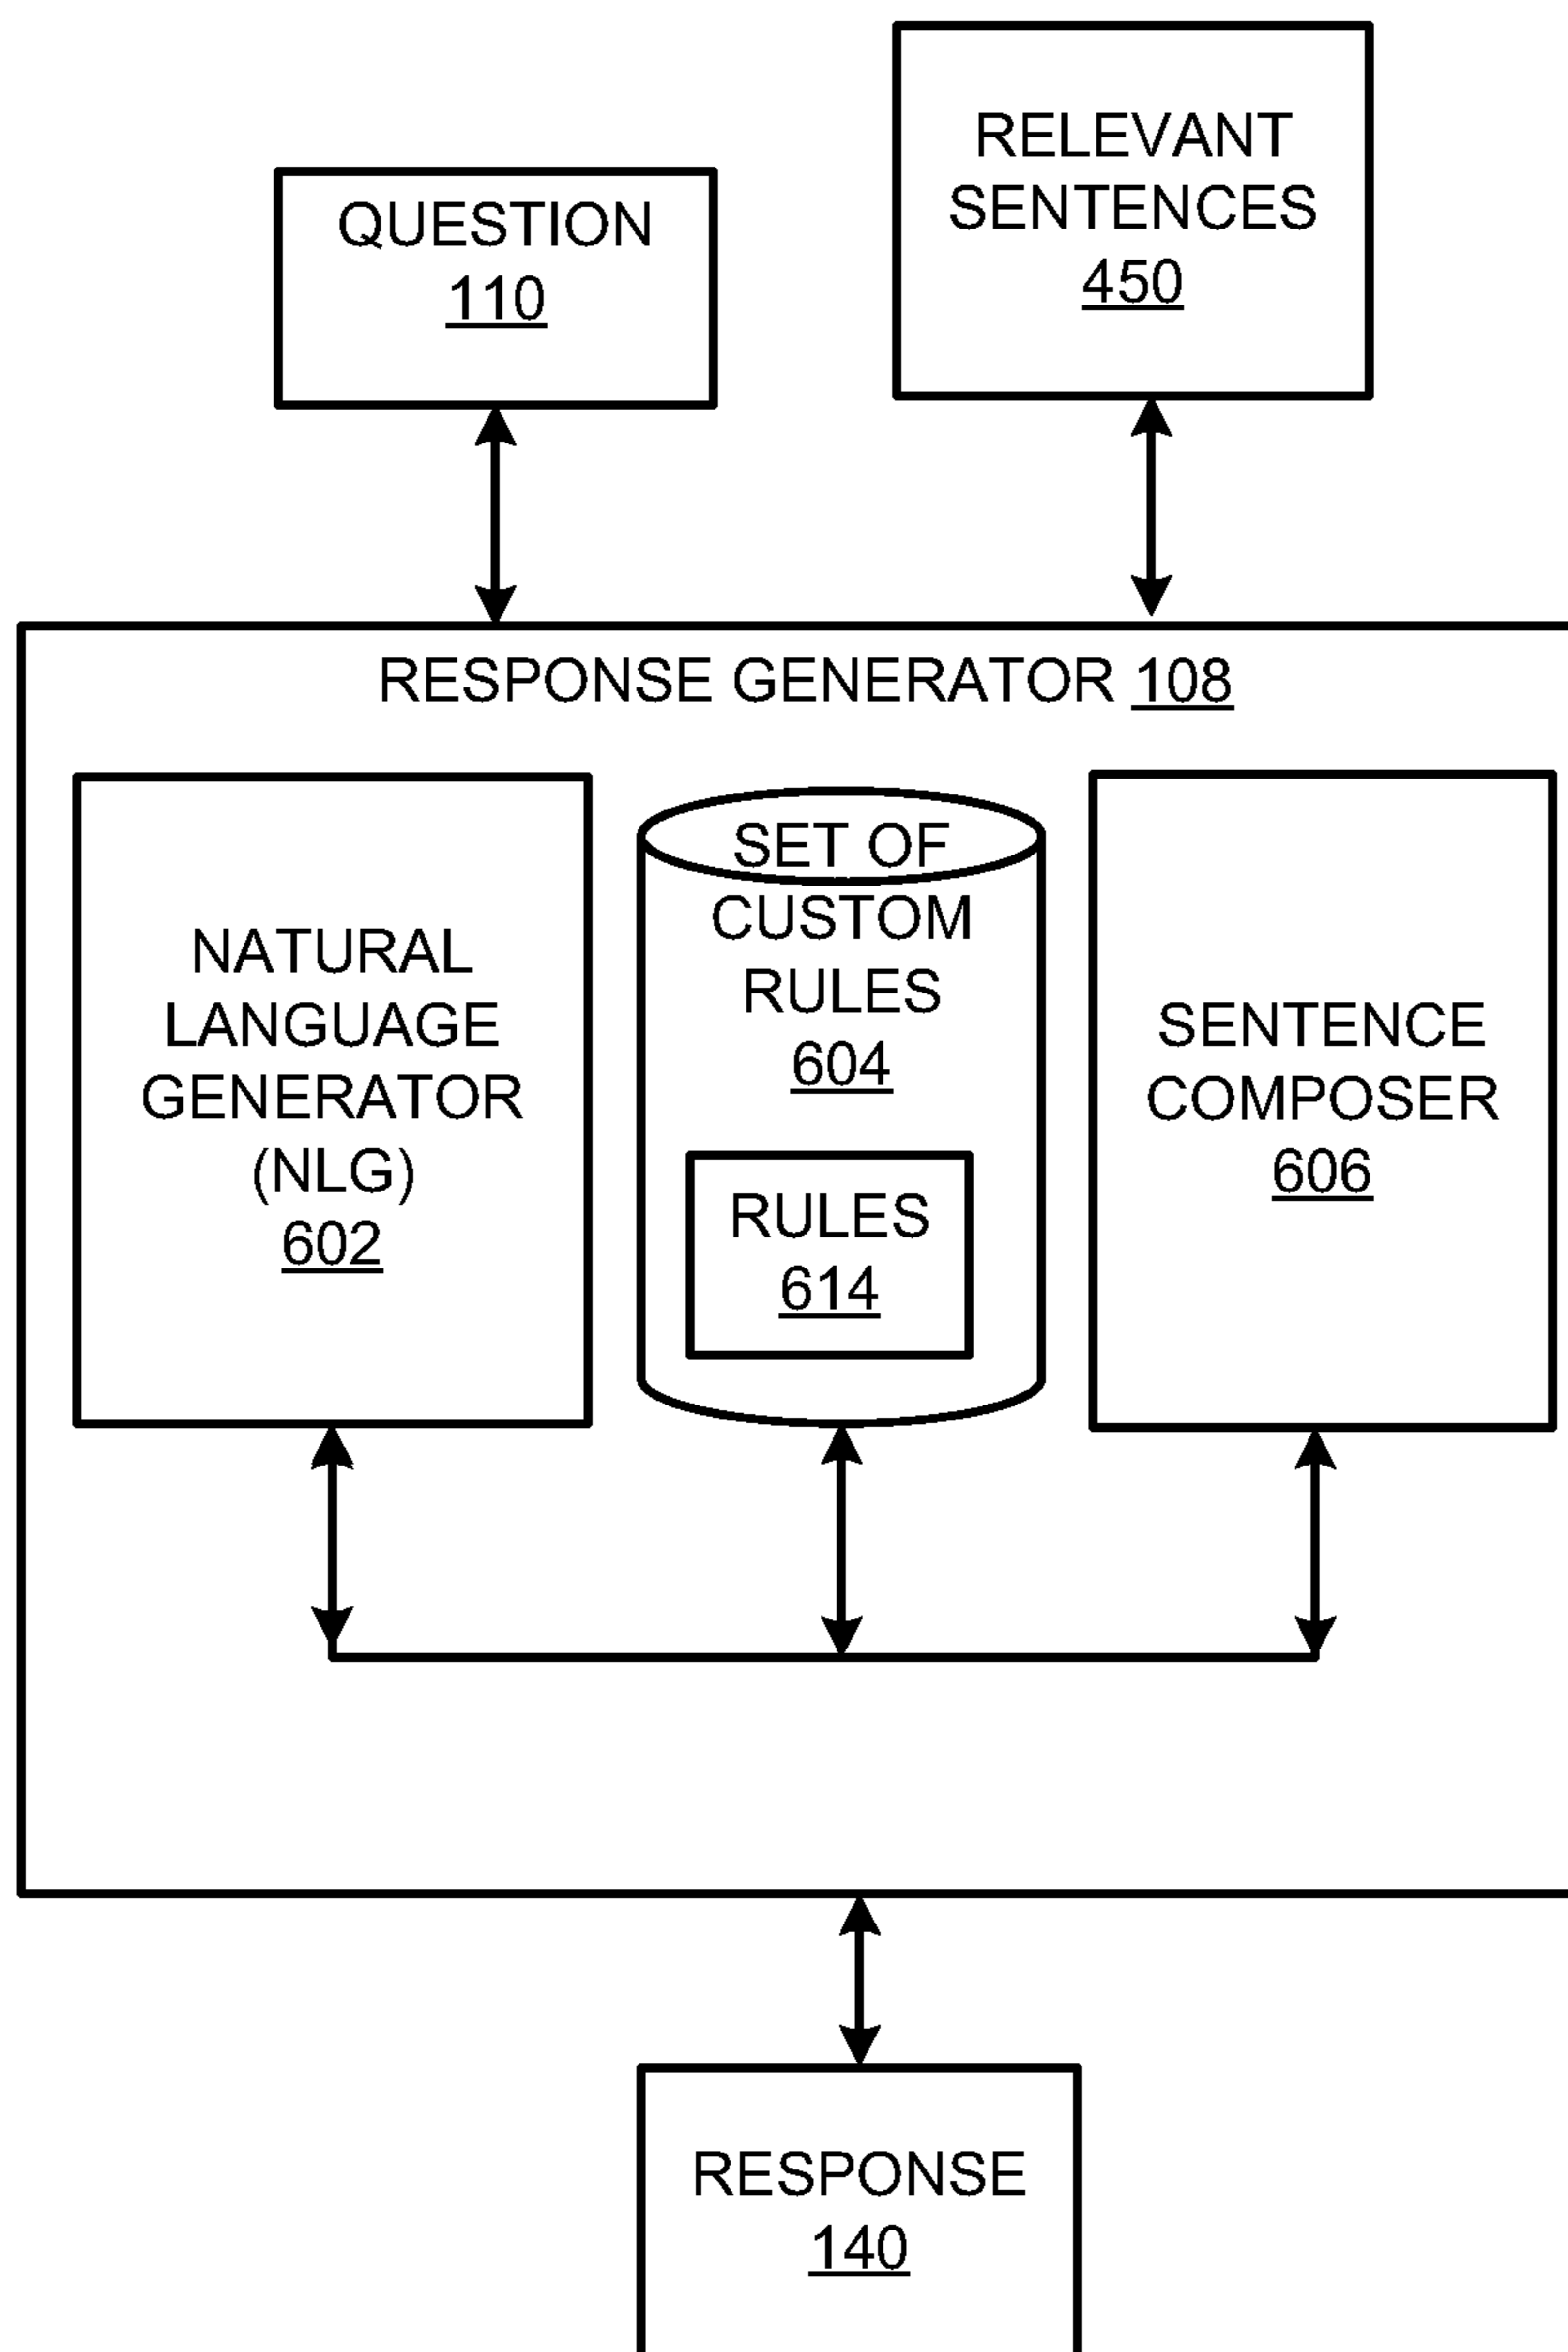 QUESTION
110
RELEVANT
SENTENCES
450
RESPONSE GENERATOR 108
NATURAL
LANGUAGE
GENERATOR
(NLG)
602
SET OF
CUSTOM
RULES
604
RULES
614
SENTENCE
COMPOSER
606
RESPONSE
140